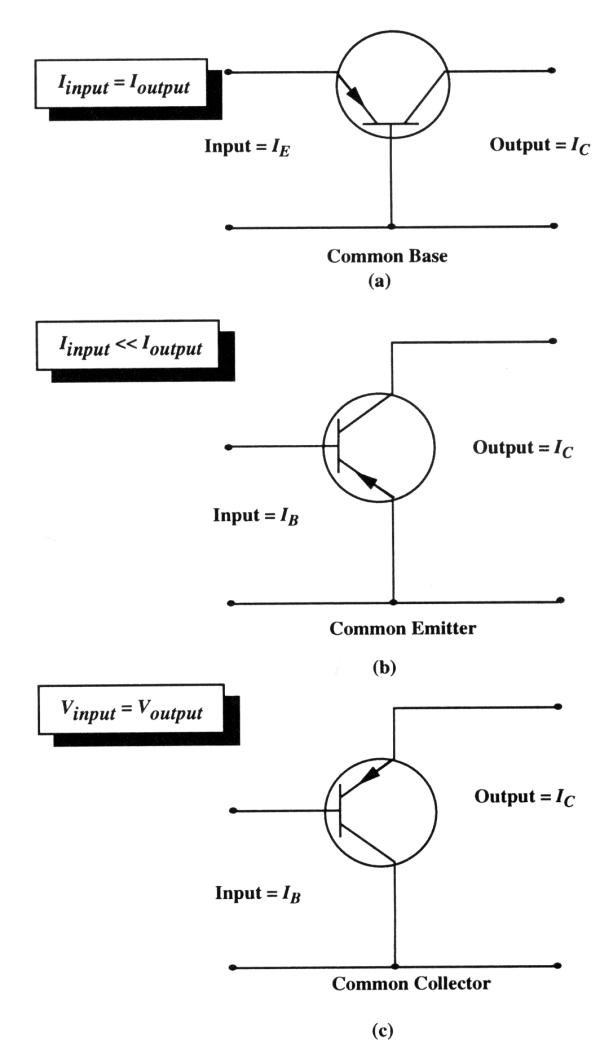 I_input = I_output
Input = I_E
Output = I_C
Common Base
(a)
I_input << I_output
Output = I_C
Input = I_B
Common Emitter
(b)
V_input = V_output
Output = I_C
Input = I_B
Common Collector
(c)